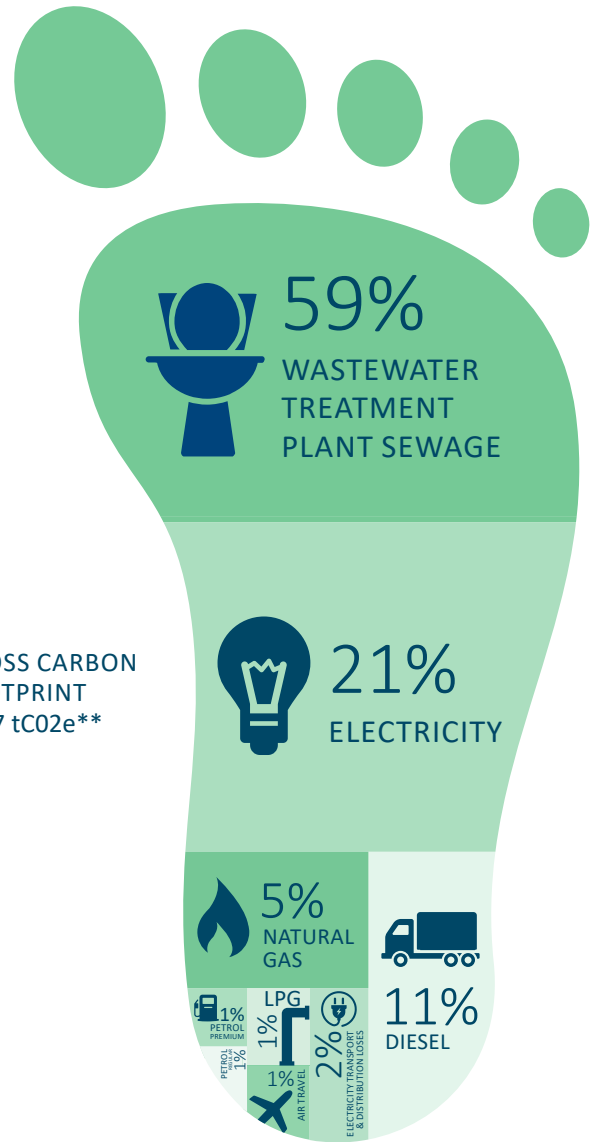 59%
WASTEWATER
TREATMENT
PLANT SEWAGE
OSS CARBON
TPRINT
7 tC02e**
21%
ELECTRICITY
5%
NATURAL
GAS
11%
DIESEL
1%
PETROL
PREMIUM
PETROL
REGULAR
1%
LPG
1%
1%
AIR TRAVEL
2%
ELECTRICITY TRANSPORT
& DISTRIBUTION LOSES